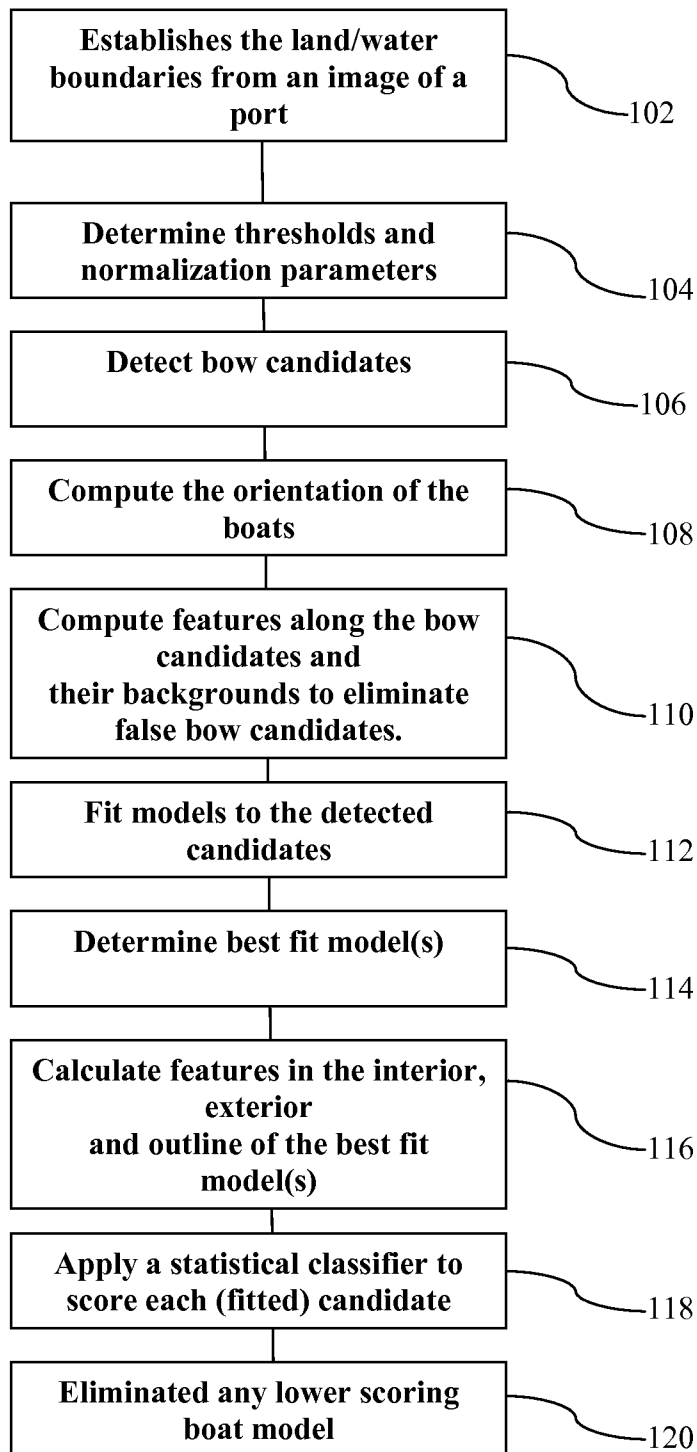 Establishes the land/water
boundaries from an image of a
port
102
Determine thresholds and
normalization parameters
104
Detect bow candidates
106
Compute the orientation of the
boats
108
Compute features along the bow
candidates and
their backgrounds to eliminate
false bow candidates.
110
Fit models to the detected
candidates
112
Determine best fit model(s)
114
Calculate features in the interior,
exterior
and outline of the best fit
model(s)
116
Apply a statistical classifier to
score each (fitted) candidate
118
Eliminated any lower scoring
boat model
120